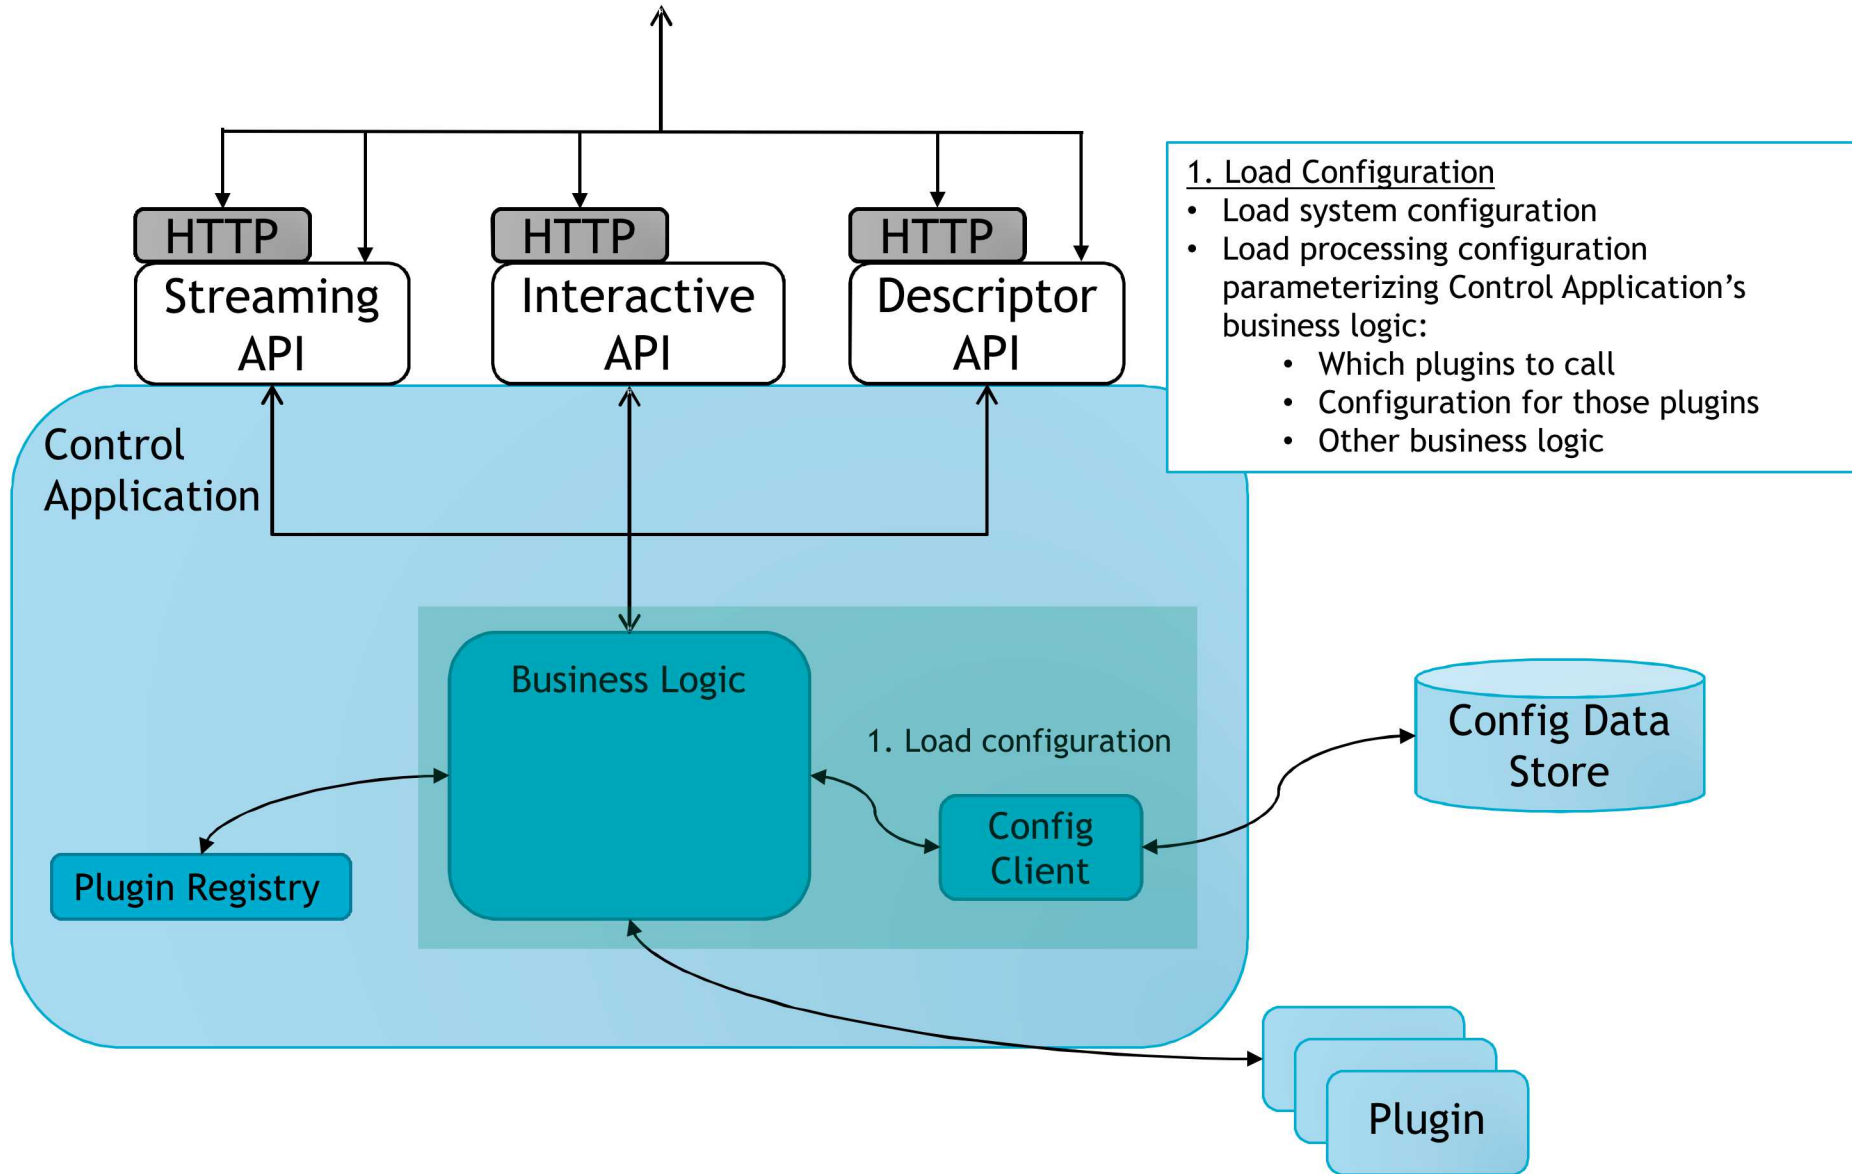 HTTP
HTTP
HTTP
Streaming
API
Interactive
API
Descriptor
API
1. Load Configuration
• Load system configuration
• Load processing configuration
parameterizing Control Application’s
business logic:
• Which plugins to call
• Configuration for those plugins
• Other business logic
Control
Application
Business Logic
1. Load configuration
Config
Client
Plugin Registry
Config Data
Store
Plugin